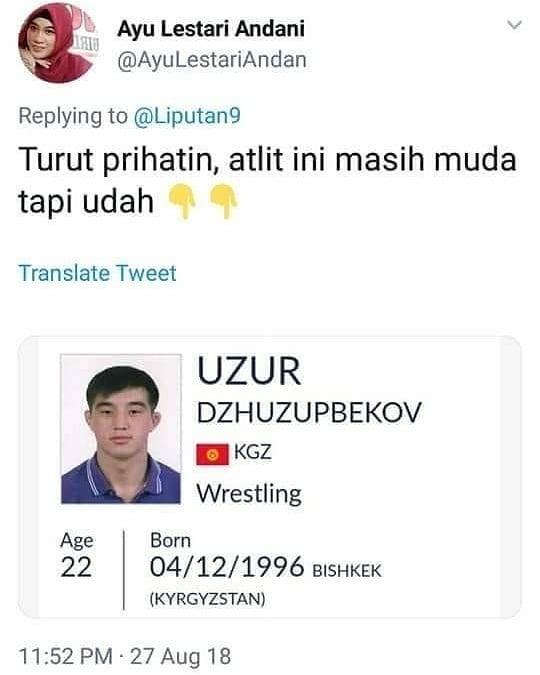 Ayu Lestari Andani
@AyuLestariAndan
Replying to @Liputan9
Turut prihatin, atlit ini masih muda
tapi udah 👇👇
Translate Tweet
UZUR
DZHUZUPBEKOV
KGZ
Wrestling
Age
22
Born
04/12/1996 BISHKEK
(KYRGYZSTAN)
11:52 PM · 27 Aug 18